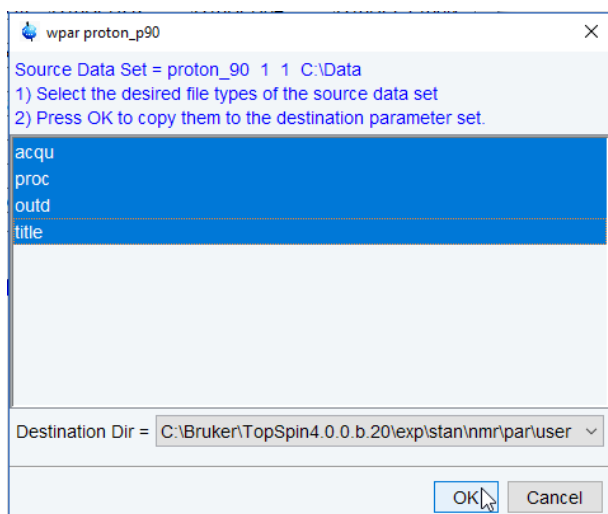 wpar proton_p90
Source Data Set = proton_90 1 1 C:\Data
1) Select the desired file types of the source data set
2) Press OK to copy them to the destination parameter set.
acqu
proc
outd
title
Destination Dir = C:\Bruker\TopSpin4.0.0.b.20\exp\stan\nmr\par\user
OK Cancel